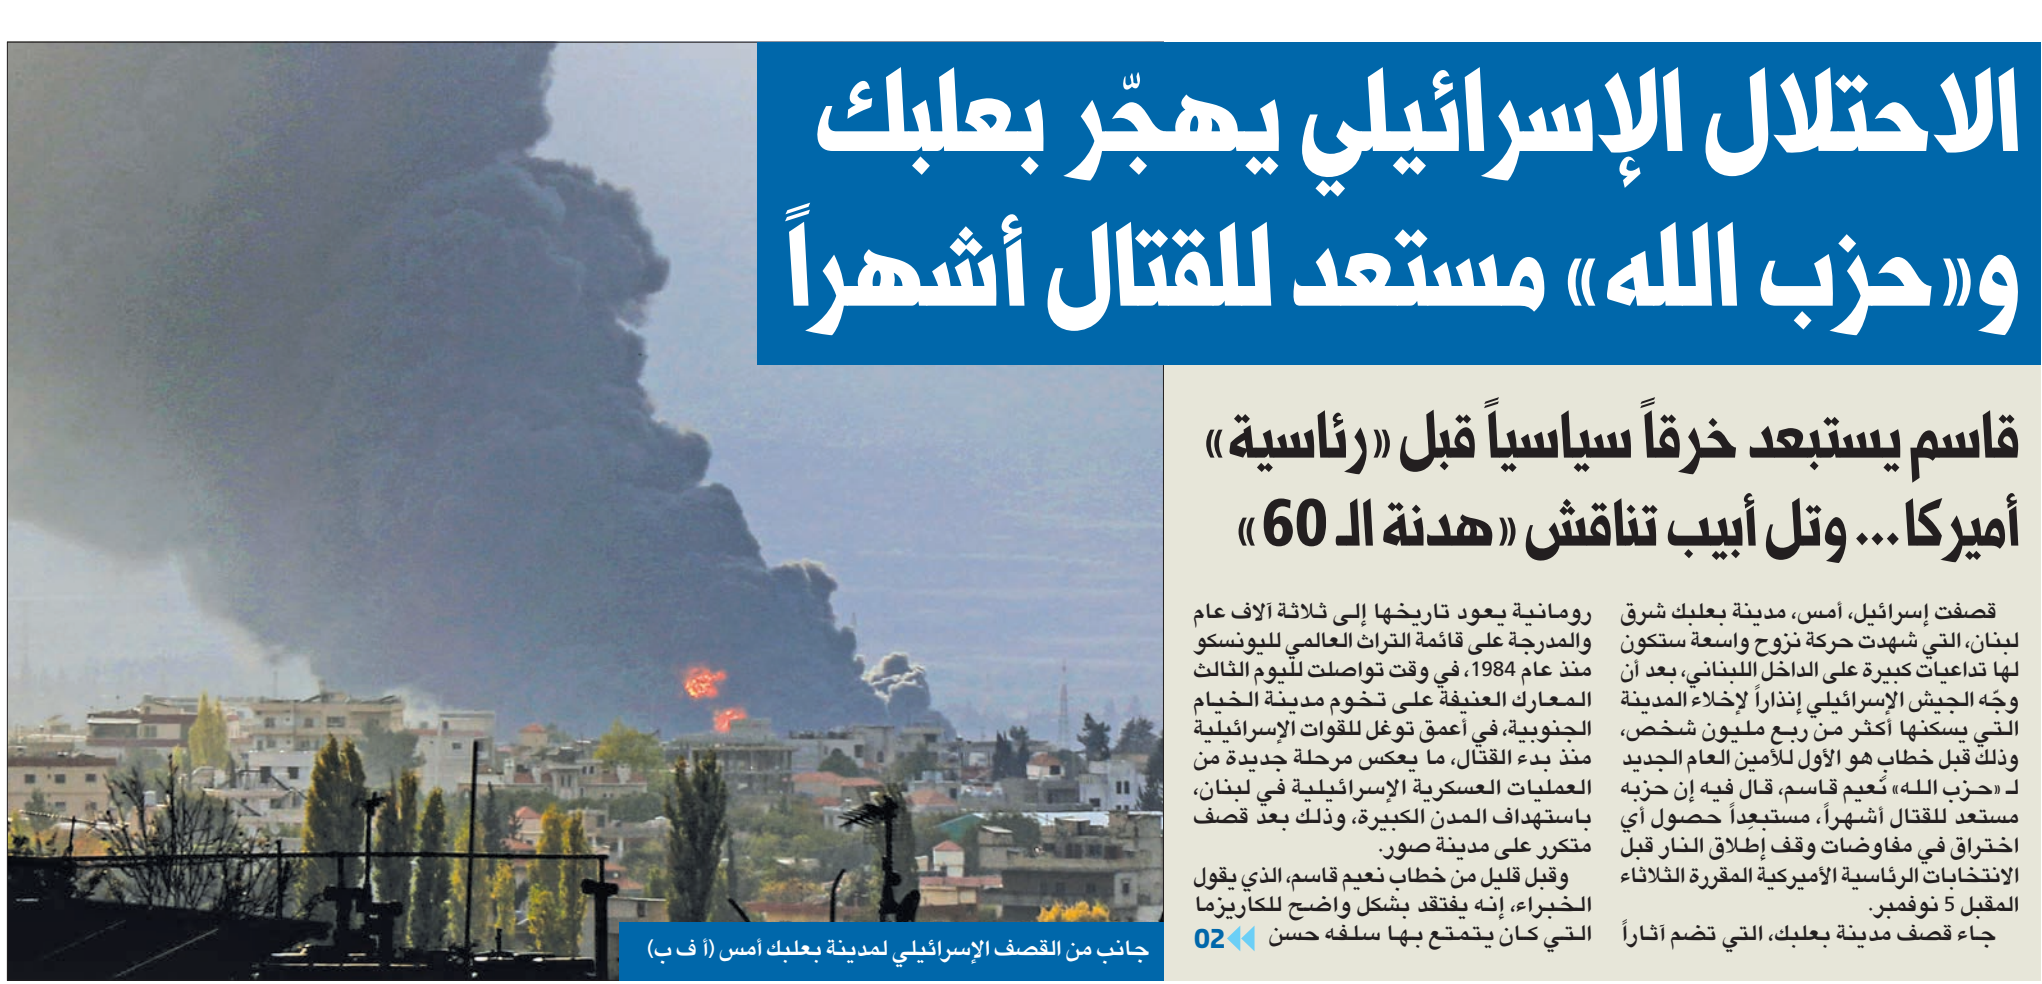 الاحتلال الإسرائيلي يهجّر بعلبك
و«حزب الله» مستعد للقتال أشهراً
قاسم يستبعد خرقاً سياسياً قبل «رئاسية»
أميركا... وتل أبيب تناقش «هدنة الـ 60»
قصفت إسرائيل، أمس، مدينة بعلبك شرق
لبنان، التي شهدت حركة نزوح واسعة ستكون
لها تداعيات كبيرة على الداخل اللبناني، بعد أن
وجّه الجيش الإسرائيلي إنذاراً لإخلاء المدينة
التي يسكنها أكثر من ربع مليون شخص،
وذلك قبل خطابٍ هو الأول للأمين العام الجديد
لـ «حزب الله» نعيم قاسم، قال فيه إن حزبه
مستعد للقتال أشهراً، مستبعِداً حصول أي
اختراق في مفاوضات وقف إطلاق النار قبل
الانتخابات الرئاسية الأميركية المقررة الثلاثاء
المقبل 5 نوفمبر.
جاء قصف مدينة بعلبك، التي تضم آثاراً
رومانية يعود تاريخها إلى ثلاثة آلاف عام
والمدرجة على قائمة التراث العالمي لليونسكو
منذ عام 1984، في وقت تواصلت لليوم الثالث
المعارك العنيفة على تخوم مدينة الخيام
الجنوبية، في أعمق توغل للقوات الإسرائيلية
منذ بدء القتال، ما يعكس مرحلة جديدة من
العمليات العسكرية الإسرائيلية في لبنان،
باستهداف المدن الكبيرة، وذلك بعد قصف
متكرر على مدينة صور.
وقبل قليل من خطاب نعيم قاسم، الذي يقول
الخبراء، إنه يفتقد بشكل واضح للكاريزما
التي كان يتمتع بها سلفه حسن 02
جانب من القصف الإسرائيلي لمدينة بعلبك أمس (أ ف ب)